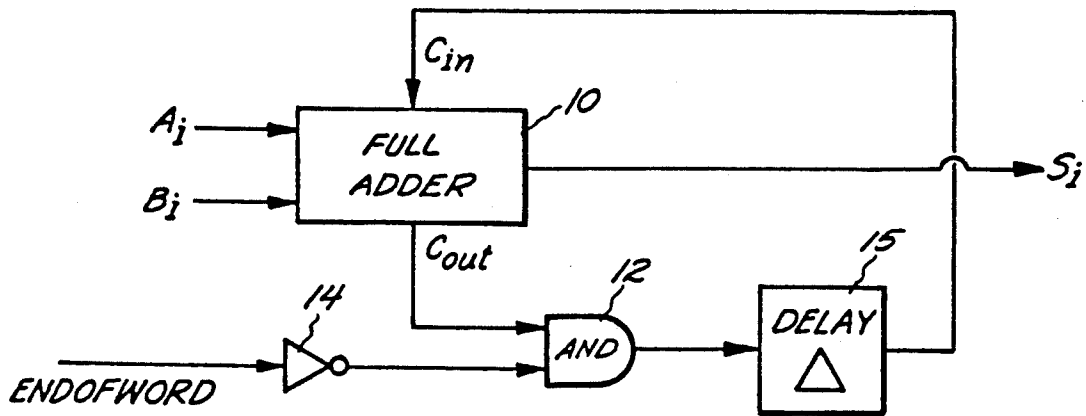 Cin
10
Ai
FULL
ADDER
Si
Bi
Cout
12
15
14
DELAY
AND
△
ENDOFWORD